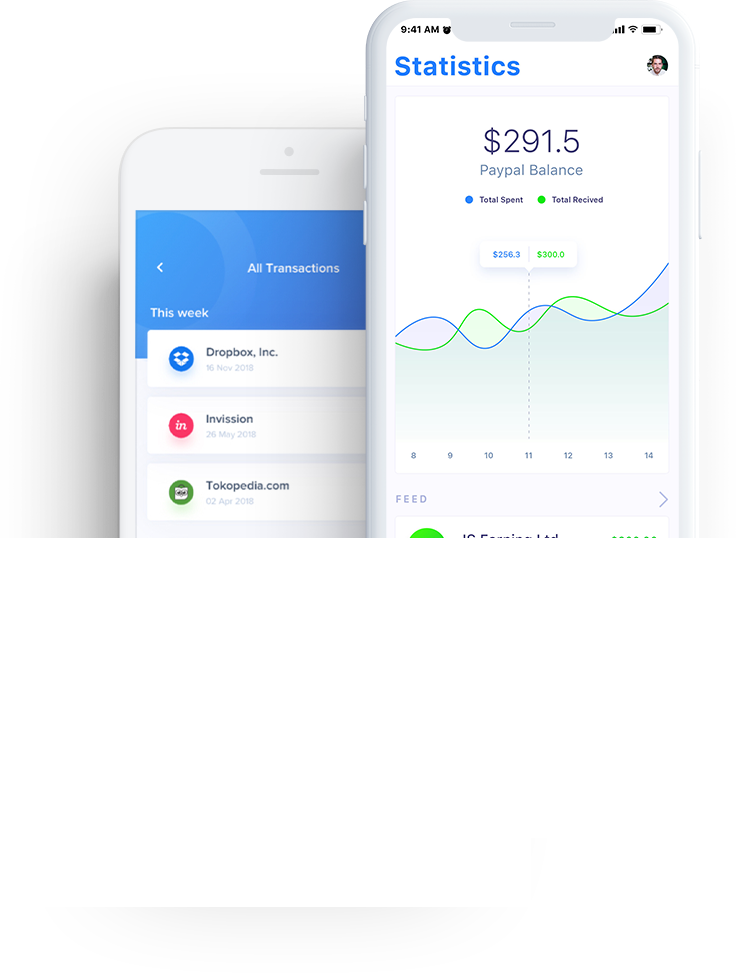 9:41 AM
Statistics
$291.5
Paypal Balance
Total Spent Total Recived
$256.3 $300.0
8 9 10 11 12 13 14
FEED
All Transactions
This week
Dropbox, Inc.
16 Nov 2018
in
Invission
26 May 2018
Tokopedia.com
02 Apr 2018